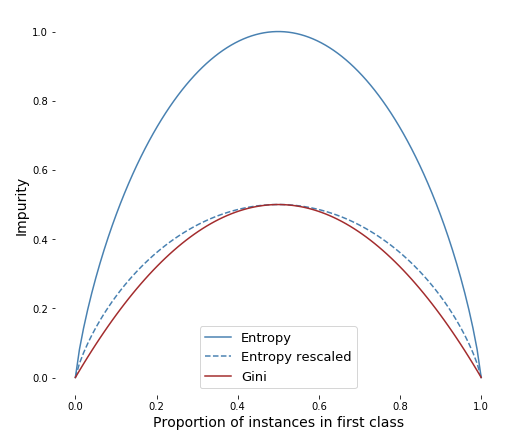 1.0
0.8
0.6
0.4
0.2
0.0
Impurity
Entropy
Entropy rescaled
Gini
0.0 0.2 0.4 0.6 0.8 1.0
Proportion of instances in first class